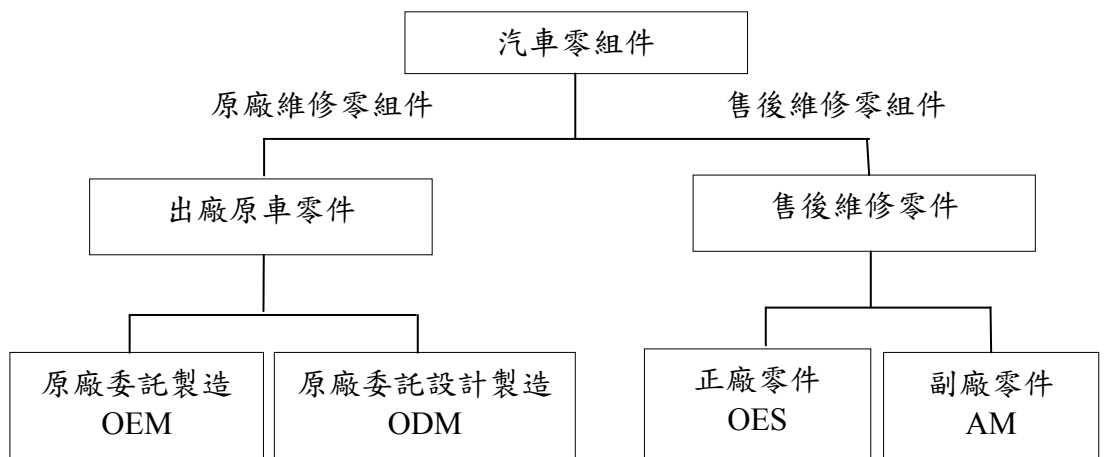 汽車零組件
原廠維修零組件
售後維修零組件
出廠原車零件
售後維修零件
原廠委託製造
OEM
原廠委託設計製造
ODM
正廠零件
OES
副廠零件
AM